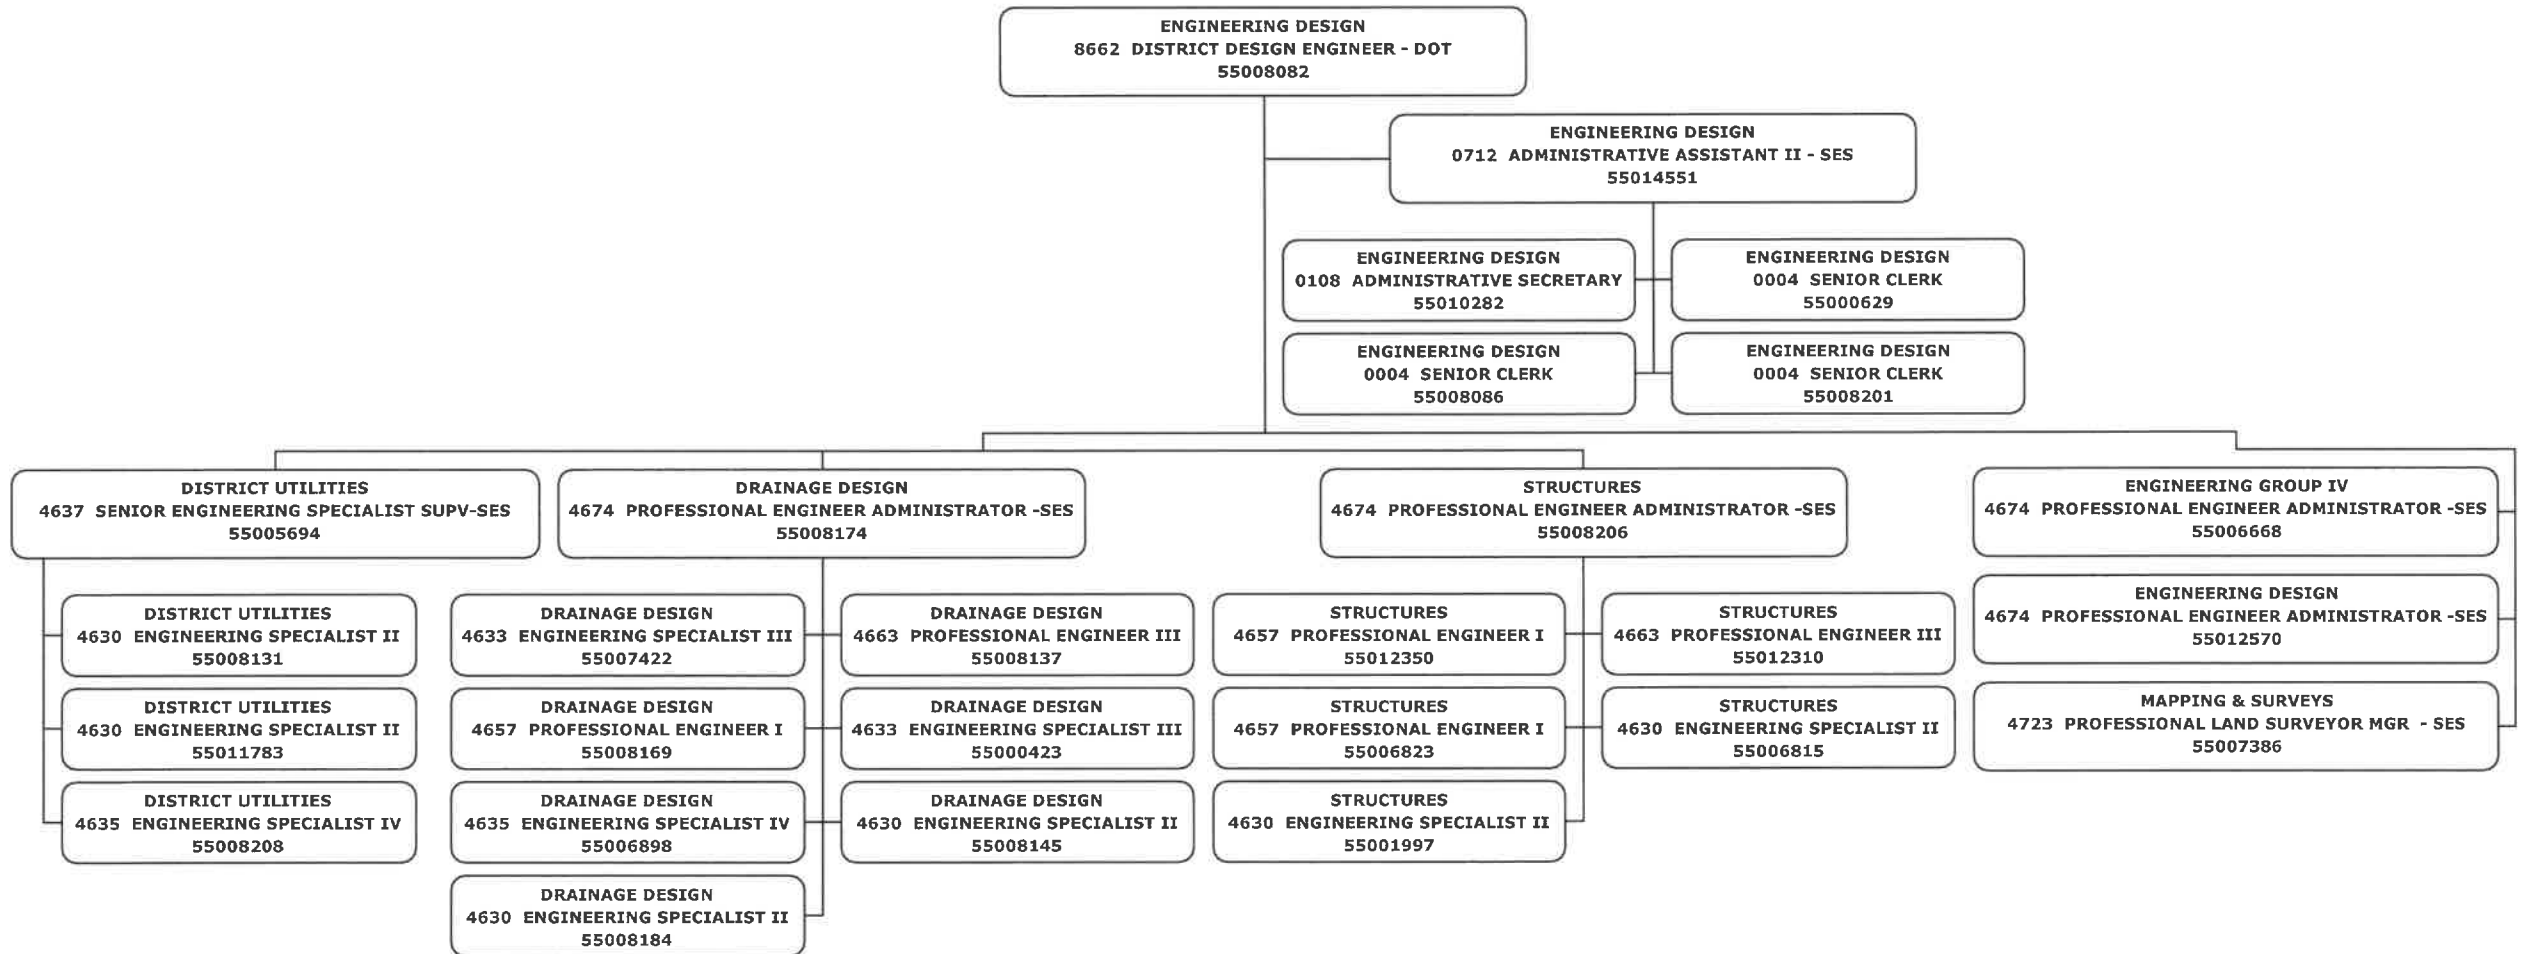 ENGINEERING DESIGN
8662 DISTRICT DESIGN ENGINEER - DOT
55008082
ENGINEERING DESIGN
0712 ADMINISTRATIVE ASSISTANT II - SES
55014551
ENGINEERING DESIGN
0108 ADMINISTRATIVE SECRETARY
55010282
ENGINEERING DESIGN
0004 SENIOR CLERK
55000629
ENGINEERING DESIGN
0004 SENIOR CLERK
55008086
ENGINEERING DESIGN
0004 SENIOR CLERK
55008201
DISTRICT UTILITIES
4637 SENIOR ENGINEERING SPECIALIST SUPV-SES
55005694
DRAINAGE DESIGN
4674 PROFESSIONAL ENGINEER ADMINISTRATOR -SES
55008174
STRUCTURES
4674 PROFESSIONAL ENGINEER ADMINISTRATOR -SES
55008206
ENGINEERING GROUP IV
4674 PROFESSIONAL ENGINEER ADMINISTRATOR -SES
55006668
DISTRICT UTILITIES
4630 ENGINEERING SPECIALIST II
55008131
DISTRICT UTILITIES
4630 ENGINEERING SPECIALIST II
55011783
DISTRICT UTILITIES
4635 ENGINEERING SPECIALIST IV
55008208
DRAINAGE DESIGN
4633 ENGINEERING SPECIALIST III
55007422
DRAINAGE DESIGN
4663 PROFESSIONAL ENGINEER III
55008137
DRAINAGE DESIGN
4657 PROFESSIONAL ENGINEER I
55008169
DRAINAGE DESIGN
4633 ENGINEERING SPECIALIST III
55000423
DRAINAGE DESIGN
4635 ENGINEERING SPECIALIST IV
55006898
DRAINAGE DESIGN
4630 ENGINEERING SPECIALIST II
55008145
DRAINAGE DESIGN
4630 ENGINEERING SPECIALIST II
55008184
STRUCTURES
4657 PROFESSIONAL ENGINEER I
55012350
STRUCTURES
4663 PROFESSIONAL ENGINEER III
55012310
STRUCTURES
4657 PROFESSIONAL ENGINEER I
55006823
STRUCTURES
4630 ENGINEERING SPECIALIST II
55006815
STRUCTURES
4630 ENGINEERING SPECIALIST II
55001997
ENGINEERING DESIGN
4674 PROFESSIONAL ENGINEER ADMINISTRATOR -SES
55012570
MAPPING & SURVEYS
4723 PROFESSIONAL LAND SURVEYOR MGR - SES
55007386